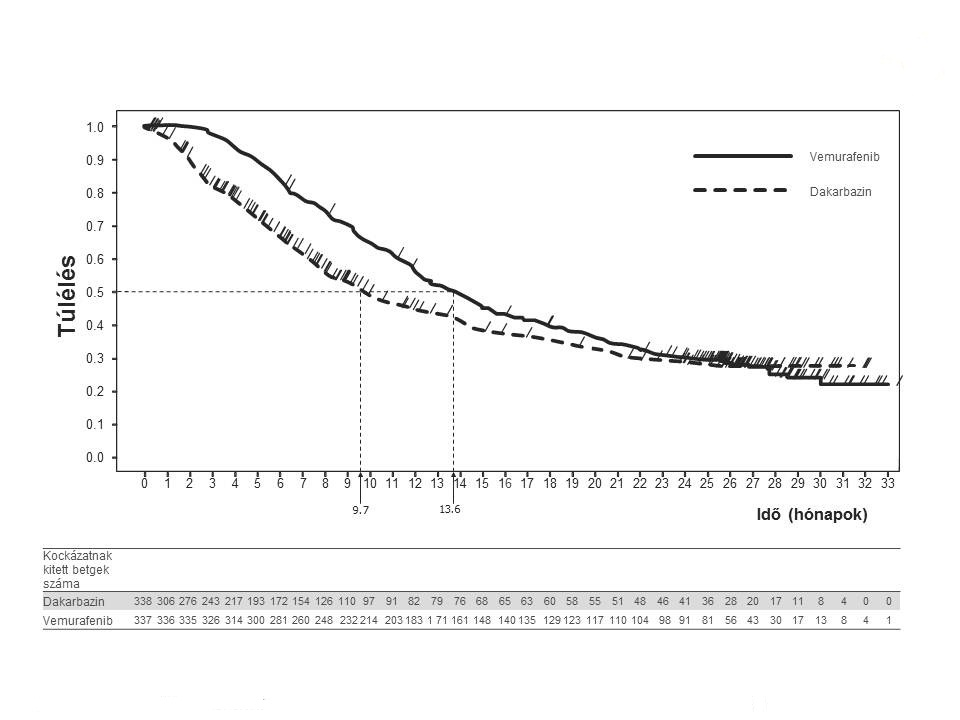 Vemurafenib
Dakarbazin
Túlélés
1.0
0.9
0.8
0.7
0.6
0.5
0.4
0.3
0.2
0.1
0.0
0 1 2 3 4 5 6 7 8 9 10 11 12 13 14 15 16 17 18 19 20 21 22 23 24 25 26 27 28 29 30 31 32 33
9.7 13.6
Idő (hónapok)
Kockázatnak
kitett betgek
száma
Dakarbazin 338 306 276 243 217 193 172 154 126 110 97 91 82 79 76 68 65 63 60 58 55 51 48 46 41 36 28 20 17 11 8 4 0 0
Vemurafenib 337 336 335 326 314 300 281 260 248 232 214 203 183 1 71 161 148 140 135 129 123 117 110 104 98 91 81 56 43 30 17 13 8 4 1